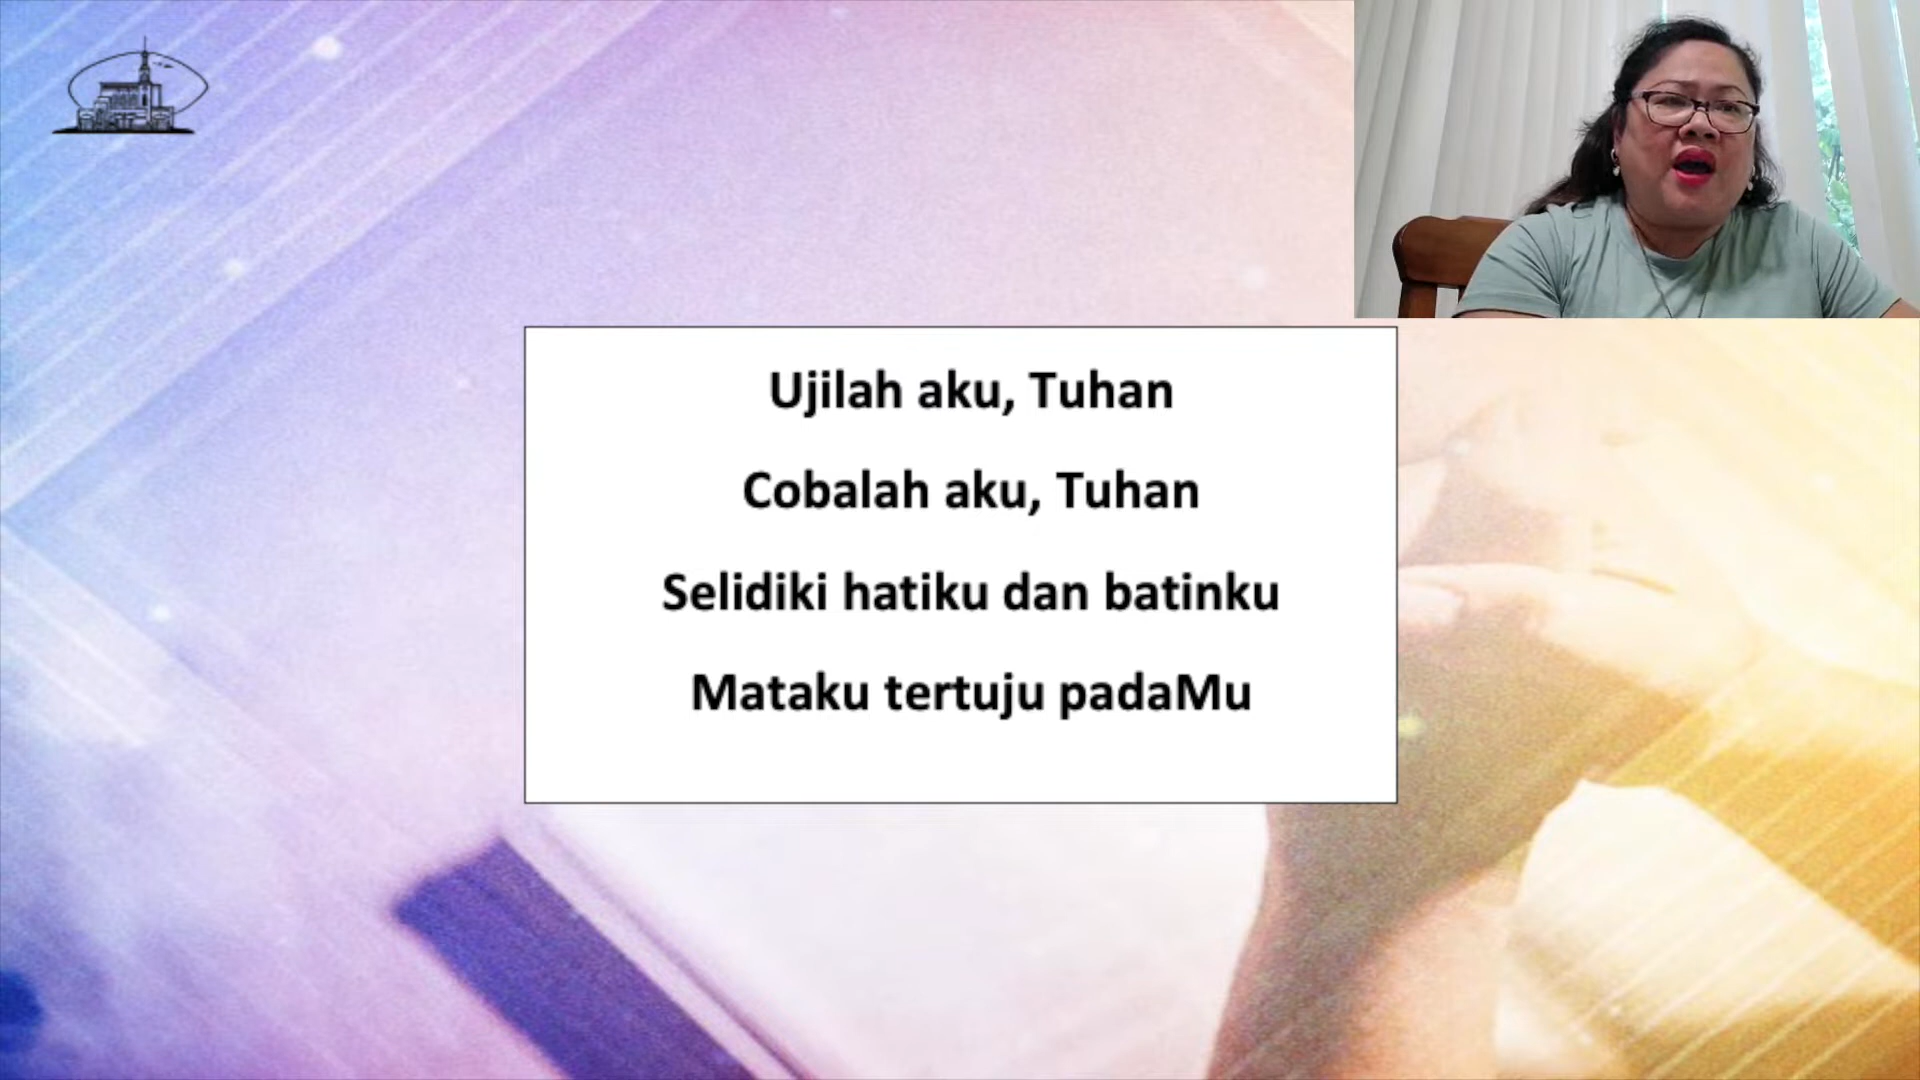 Ujilah aku, Tuhan
Cobalah aku, Tuhan
Selidiki hatiku dan batinku
Mataku tertuju padaMu